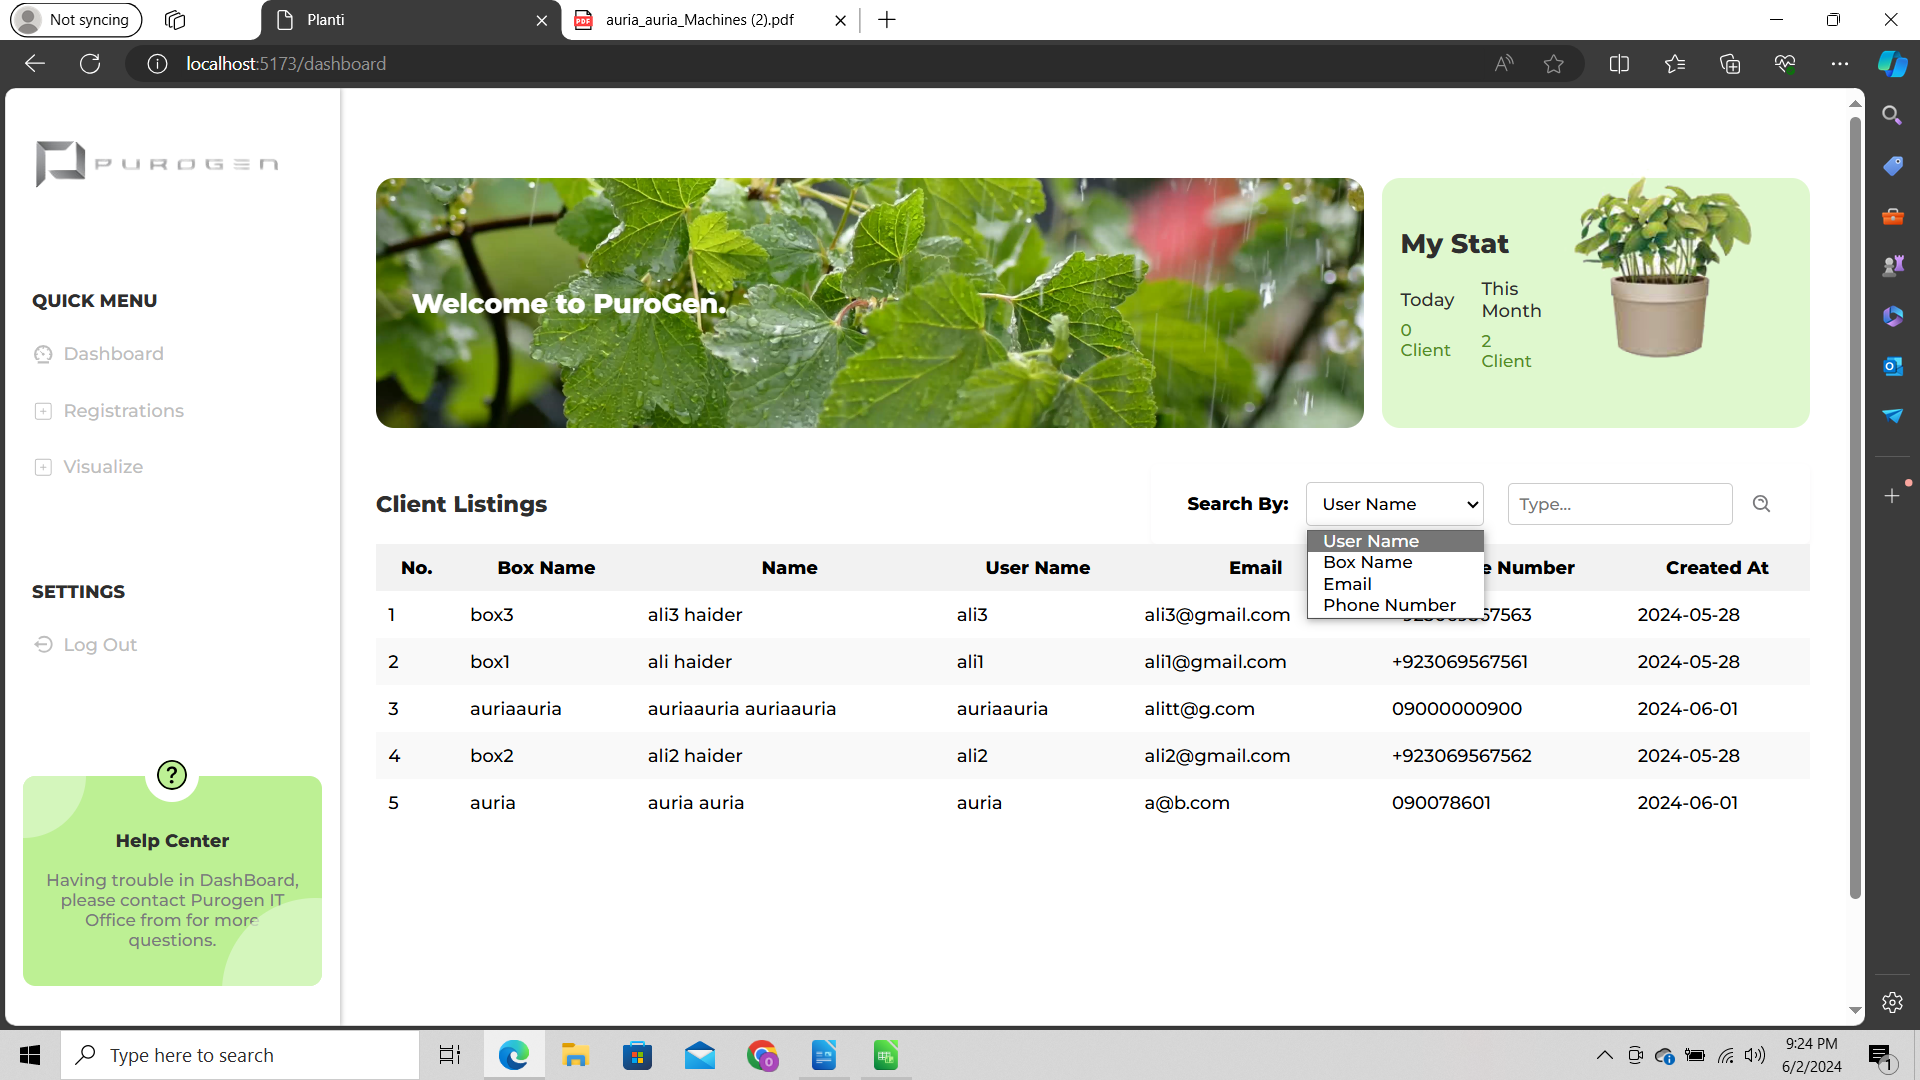 Not syncing
Planti
auria_auria_Machines (2).pdf
localhost:5173/dashboard
PUROGEN
QUICK MENU
Dashboard
Registrations
Visualize
SETTINGS
Log Out
?
Help Center
Having trouble in DashBoard,
please contact Purogen IT
Office from for more
questions.
Welcome to PuroGen.
My Stat
Today
This
Month
0
Client
2
Client
Client Listings
Search By:
User Name
Type...
User Name
Box Name
Email
Phone Number
No. Box Name Name User Name Email e Number Created At
1 box3 ali3 haider ali3 ali3@gmail.com 2024-05-28
2 box1 ali haider ali1 ali1@gmail.com +923069567561 2024-05-28
3 auriaauria auriaauria auriaauria auriaauria alitt@g.com 09000000900 2024-06-01
4 box2 ali2 haider ali2 ali2@gmail.com +923069567562 2024-05-28
5 auria auria auria auria a@b.com 090078601 2024-06-01
Type here to search
9:24 PM
6/2/2024
1